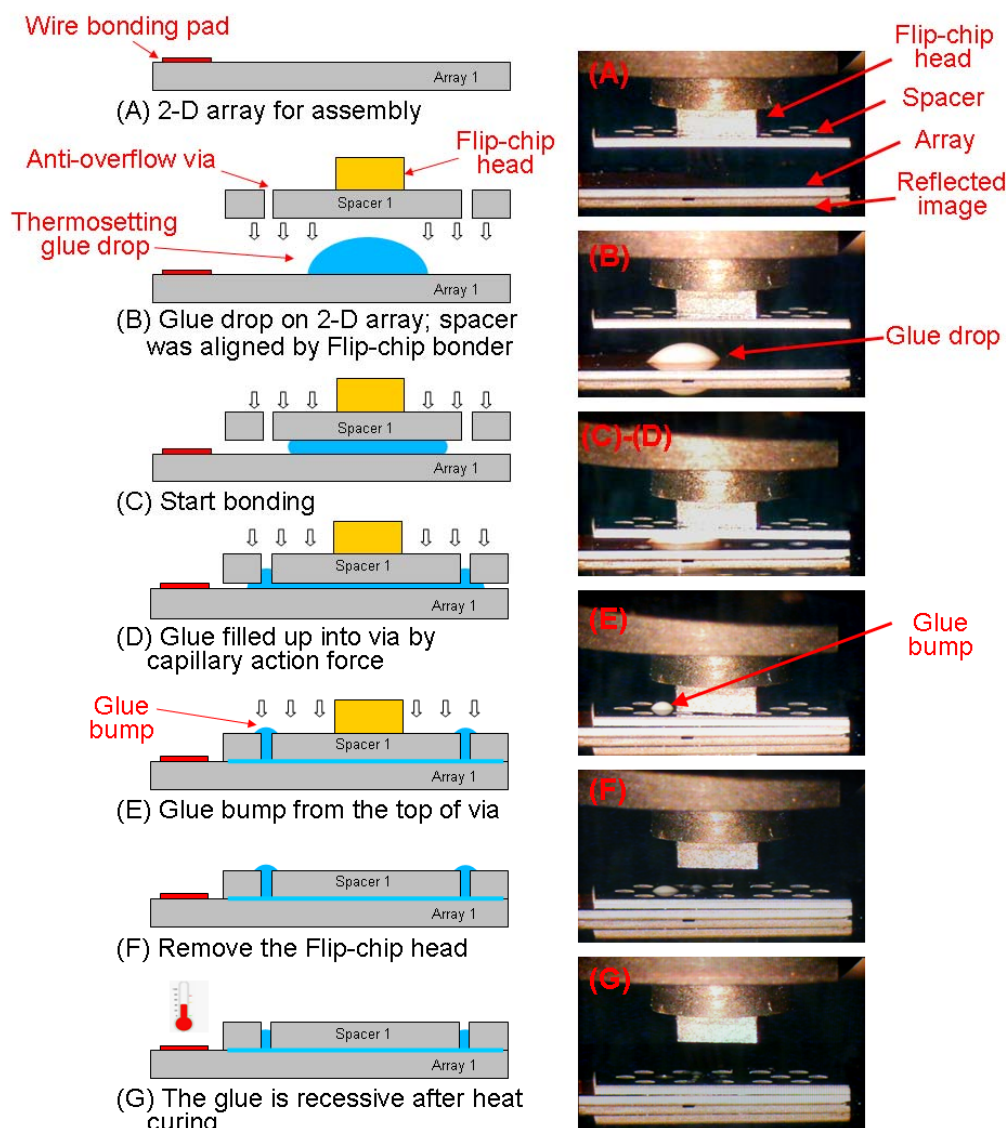 Wire bonding pad
Array 1
(A) 2-D array for assembly
Anti-overflow via
Flip-chip
head
Spacer 1
Thermosetting
glue drop
Array 1
(B) Glue drop on 2-D array; spacer
was aligned by Flip-chip bonder
Spacer 1
Array 1
(C) Start bonding
Spacer 1
Array 1
(D) Glue filled up into via by
capillary action force
Glue
bump
Spacer 1
Array 1
(E) Glue bump from the top of via
Spacer 1
Array 1
(F) Remove the Flip-chip head
Spacer 1
Array 1
(G) The glue is recessive after heat
curing
(A)
Flip-chip
head
Spacer
Array
Reflected
image
(B)
Glue drop
(C)-(D)
(E)
Glue
bump
(F)
(G)